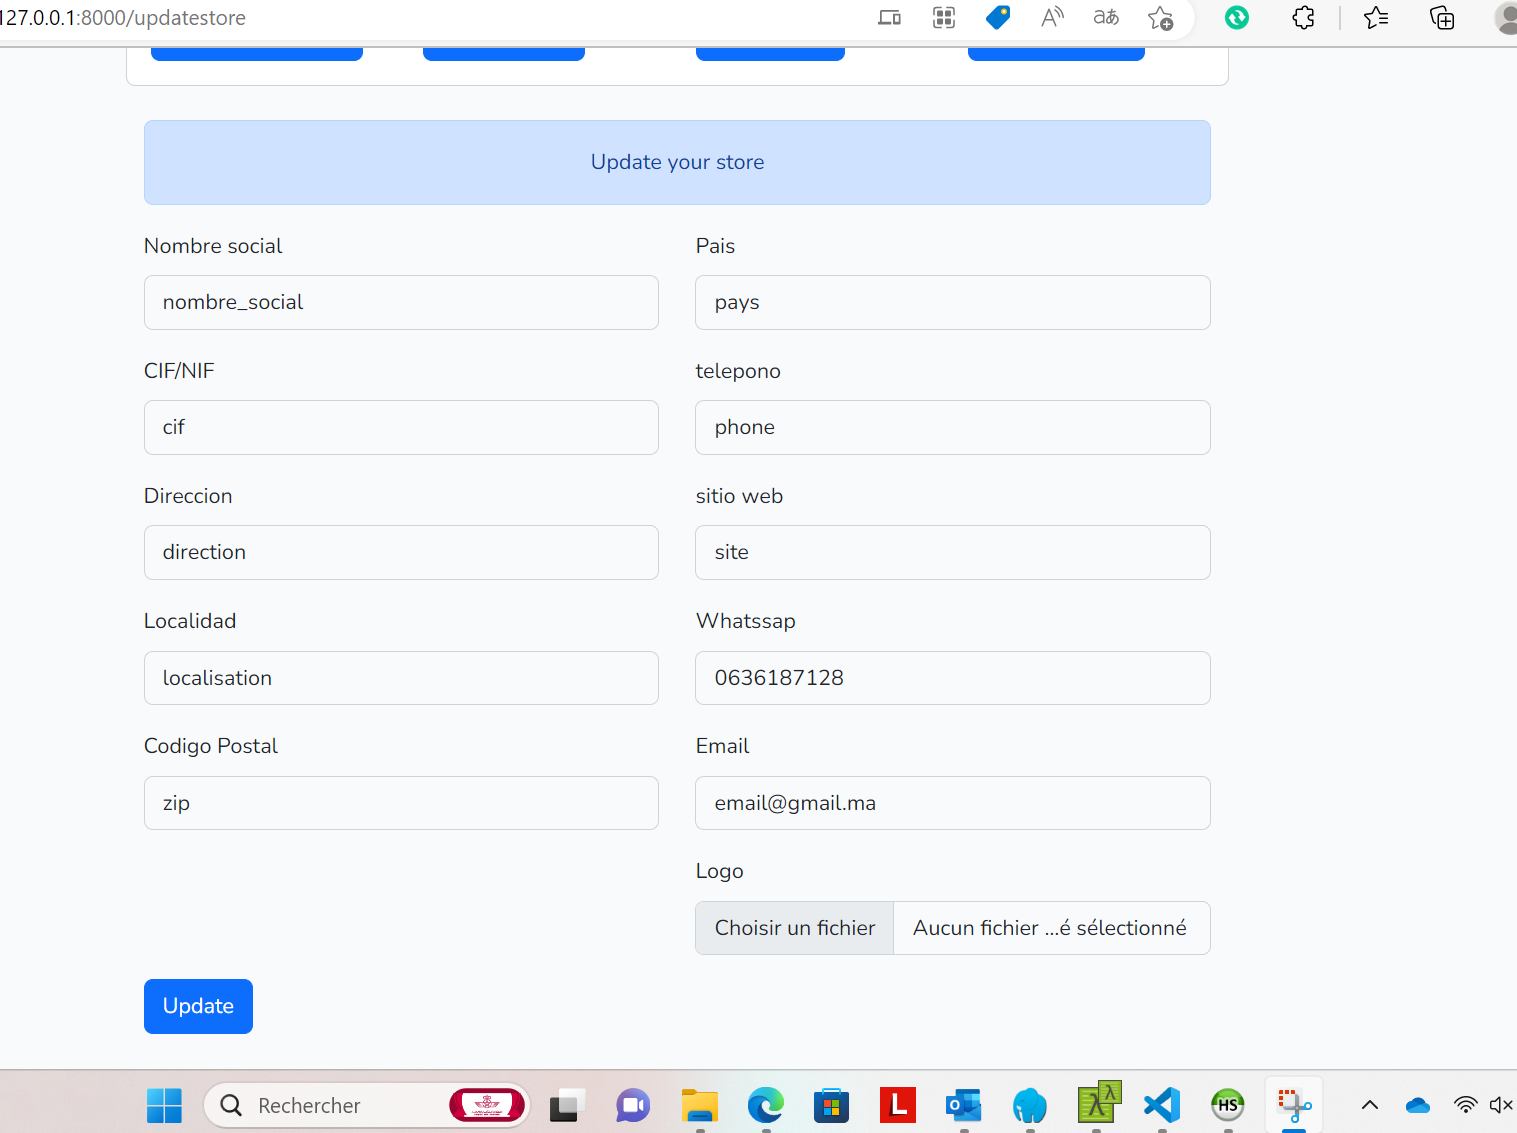 127.0.0.1:8000/updatestore
Update your store
Nombre social
Pais
nombre_social
pays
CIF/NIF
telepono
cif
phone
Direccion
sitio web
direction
site
Localidad
Whatssap
localisation
0636187128
Codigo Postal
Email
zip
email@gmail.ma
Logo
Choisir un fichier
Aucun fichier ...é sélectionné
Update
Rechercher
L
HS